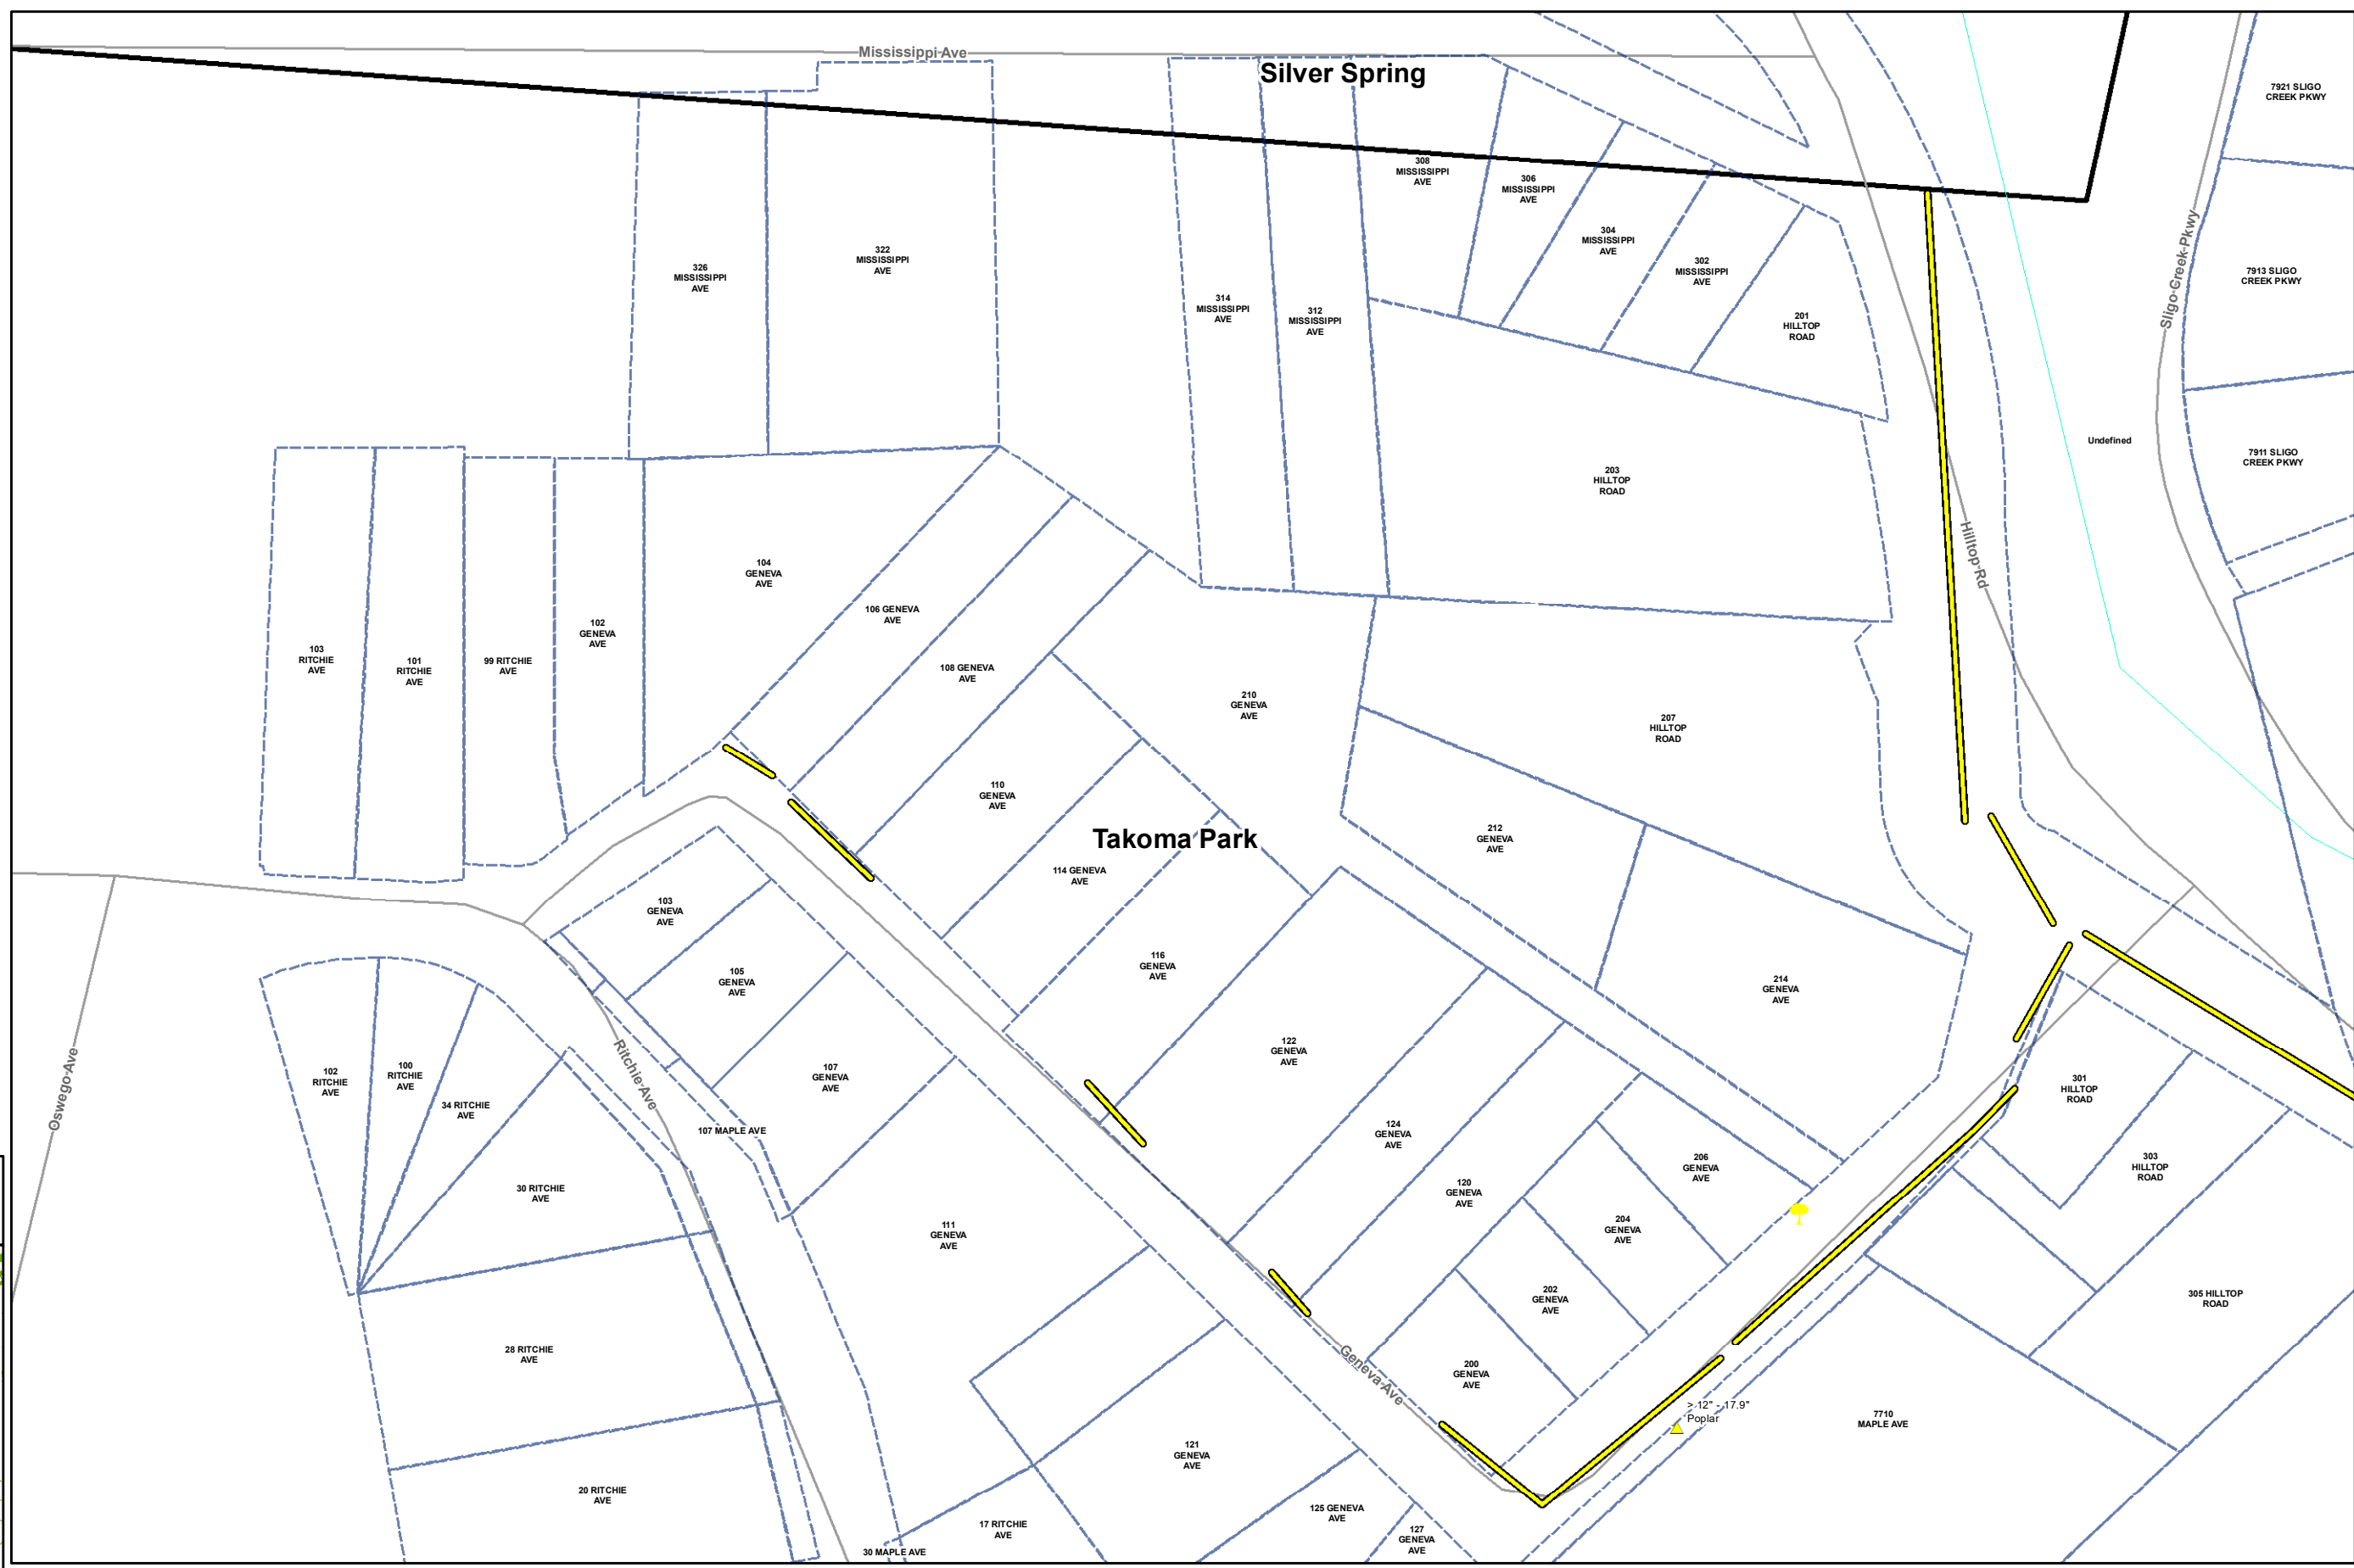 Mississippi Ave
Silver Spring
7921 SLIGO
CREEK PKWY
308
MISSISSIPPI
AVE
306
MISSISSIPPI
AVE
304
MISSISSIPPI
AVE
302
MISSISSIPPI
AVE
322
MISSISSIPPI
AVE
326
MISSISSIPPI
AVE
314
MISSISSIPPI
AVE
312
MISSISSIPPI
AVE
201
HILLTOP
ROAD
Sligo-Creek-Pkwy
7913 SLIGO
CREEK PKWY
Undefined
7911 SLIGO
CREEK PKWY
203
HILLTOP
ROAD
Hilltop Rd
104
GENEVA
AVE
106 GENEVA
AVE
102
GENEVA
AVE
103
RITCHIE
AVE
101
RITCHIE
AVE
99 RITCHIE
AVE
108 GENEVA
AVE
210
GENEVA
AVE
207
HILLTOP
ROAD
110
GENEVA
AVE
Takoma Park
212
GENEVA
AVE
114 GENEVA
AVE
103
GENEVA
AVE
105
GENEVA
AVE
116
GENEVA
AVE
214
GENEVA
AVE
122
GENEVA
AVE
107
GENEVA
AVE
102
RITCHIE
AVE
100
RITCHIE
AVE
34 RITCHIE
AVE
Oswego-Ave
Ritchie-Ave
107 MAPLE AVE
301
HILLTOP
ROAD
124
GENEVA
AVE
206
GENEVA
AVE
303
HILLTOP
ROAD
30 RITCHIE
AVE
120
GENEVA
AVE
204
GENEVA
AVE
111
GENEVA
AVE
202
GENEVA
AVE
305 HILLTOP
ROAD
28 RITCHIE
AVE
Geneva-Ave
200
GENEVA
AVE
> 12" - 17.9"
Poplar
7710
MAPLE AVE
121
GENEVA
AVE
20 RITCHIE
AVE
125 GENEVA
AVE
17 RITCHIE
AVE
127
GENEVA
AVE
30 MAPLE AVE